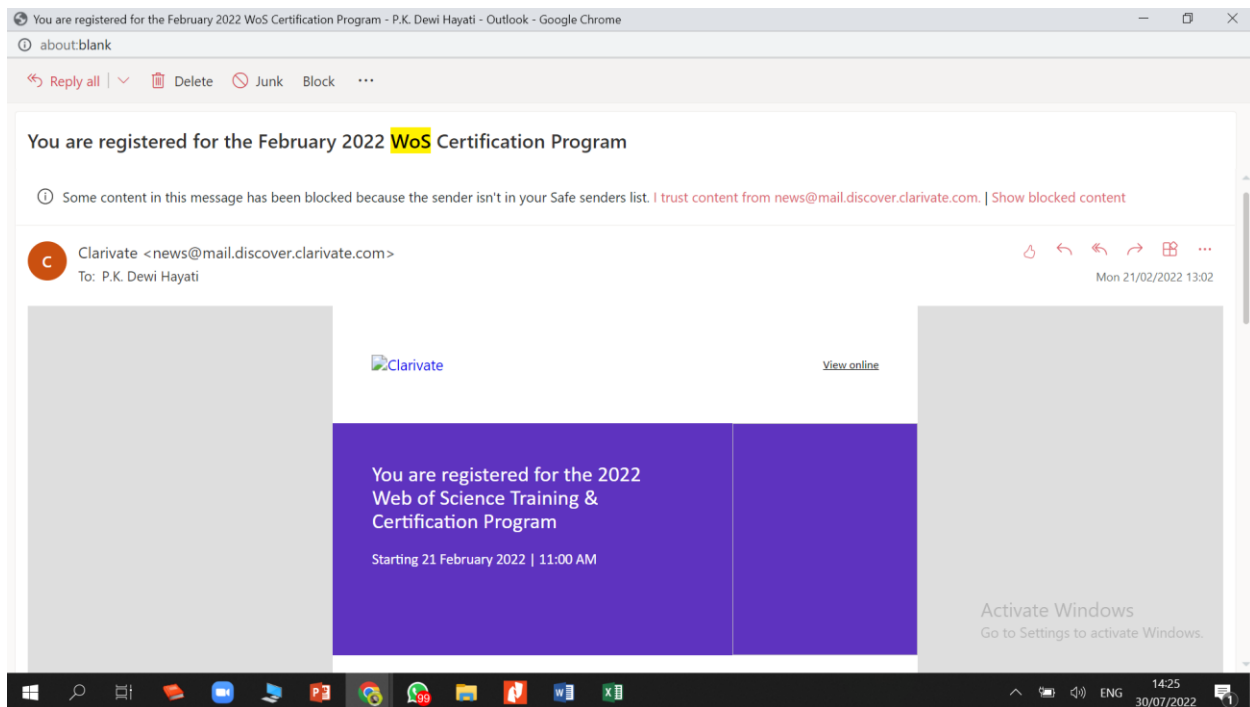 You are registered for the February 2022 WoS Certification Program - P.K. Dewi Hayati - Outlook - Google Chrome
about:blank
Reply all Delete Junk Block ...
You are registered for the February 2022 WoS Certification Program
Some content in this message has been blocked because the sender isn't in your Safe senders list. I trust content from news@mail.discover.clarivate.com. | Show blocked content
C
Clarivate <news@mail.discover.clarivate.com>
To: P.K. Dewi Hayati
Mon 21/02/2022 13:02
Clarivate
View online
You are registered for the 2022
Web of Science Training &
Certification Program
Starting 21 February 2022 | 11:00 AM
Activate Windows
Go to Settings to activate Windows.
99
ENG
14:25
30/07/2022
1